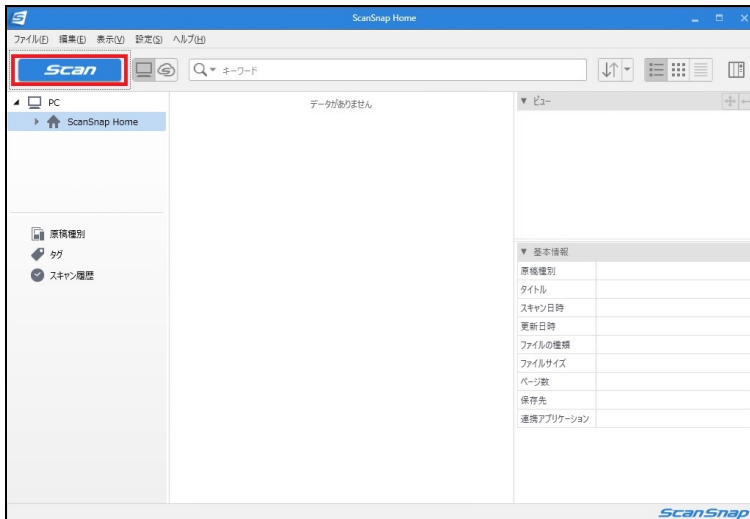 ScanSnap Home
ファイル(F) 編集(E) 表示(V) 設定(S) ヘルプ(H)
Scan
キーワード
PC
ScanSnap Home
原稿種別
タグ
スキャン履歴
データがありません
ビュー
基本情報
原稿種別
タイトル
スキャン日時
更新日時
ファイルの種類
ファイルサイズ
ページ数
保存先
連携アプリケーション
ScanSnap